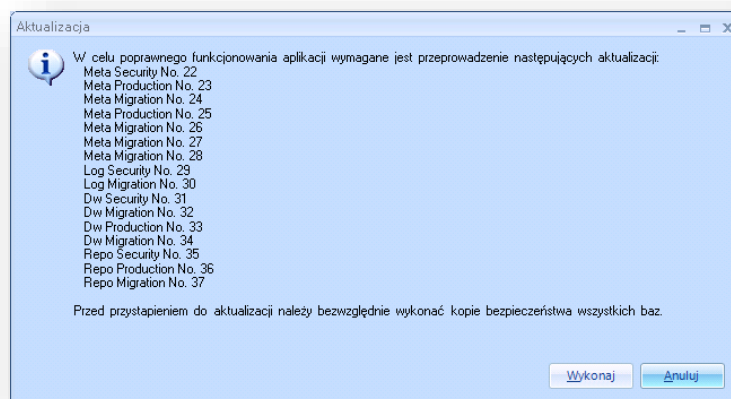 Aktualizacja
W celu poprawnego funkcjonowania aplikacji wymagane jest przeprowadzenie następujących aktualizacji:
Meta Security No. 22
Meta Production No. 23
Meta Migration No. 24
Meta Production No. 25
Meta Migration No. 26
Meta Migration No. 27
Meta Migration No. 28
Log Security No. 29
Log Migration No. 30
Dw Security No. 31
Dw Migration No. 32
Dw Production No. 33
Dw Migration No. 34
Repo Security No. 35
Repo Production No. 36
Repo Migration No. 37
Przed przystapieniem do aktualizacji należy bezwzględnie wykonać kopie bezpieczeństwa wszystkich baz.
Wykonaj
Anuluj